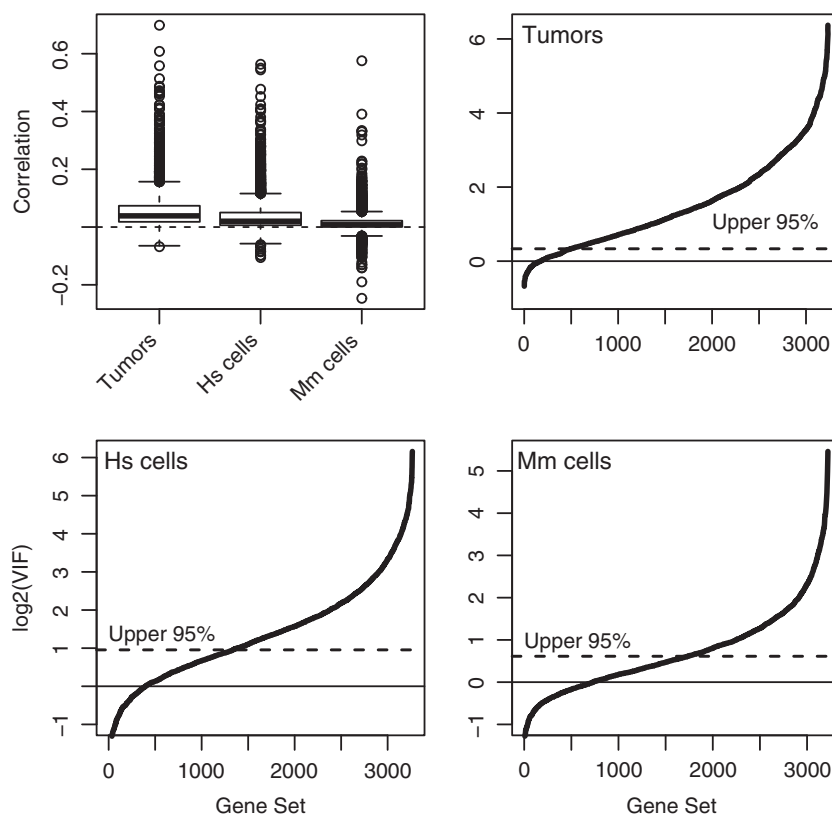 Correlation
0.6
0.4
0.2
−0.2
Tumors
Hs cells
Mm cells
Tumors
6
4
2
0
Upper 95%
0 1000 2000 3000
Hs cells
log2(VIF)
6
5
4
3
2
1
−1
Upper 95%
0 1000 2000 3000
Gene Set
Mm cells
5
4
3
2
1
0
−1
Upper 95%
0 1000 2000 3000
Gene Set